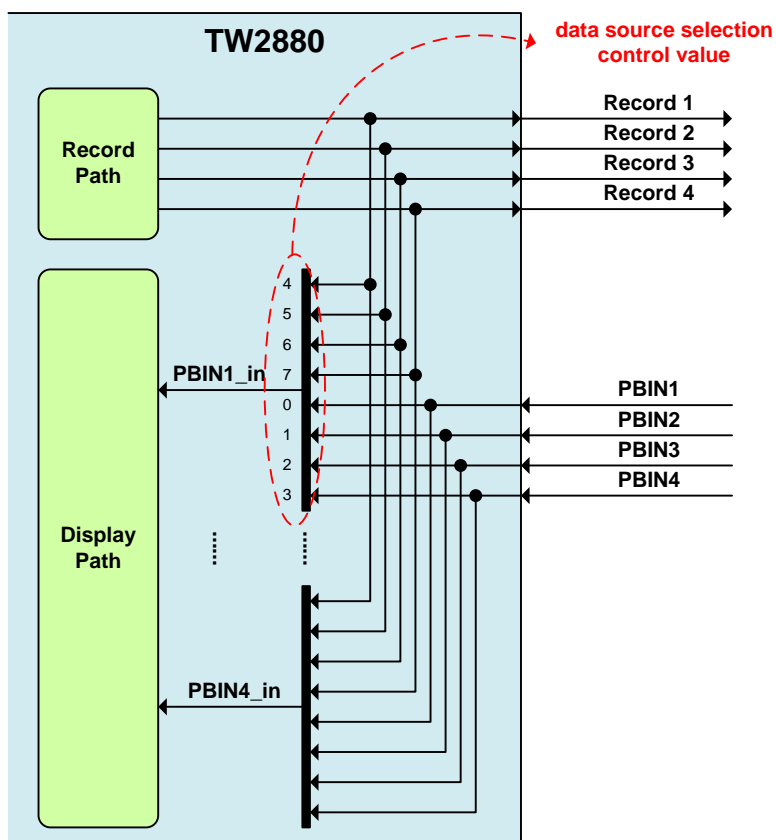 TW2880
data source selection
control value
Record
Path
Record 1
Record 2
Record 3
Record 4
4
5
6
7
0
1
2
3
PBIN1_in
PBIN1
PBIN2
PBIN3
PBIN4
Display
Path
PBIN4_in